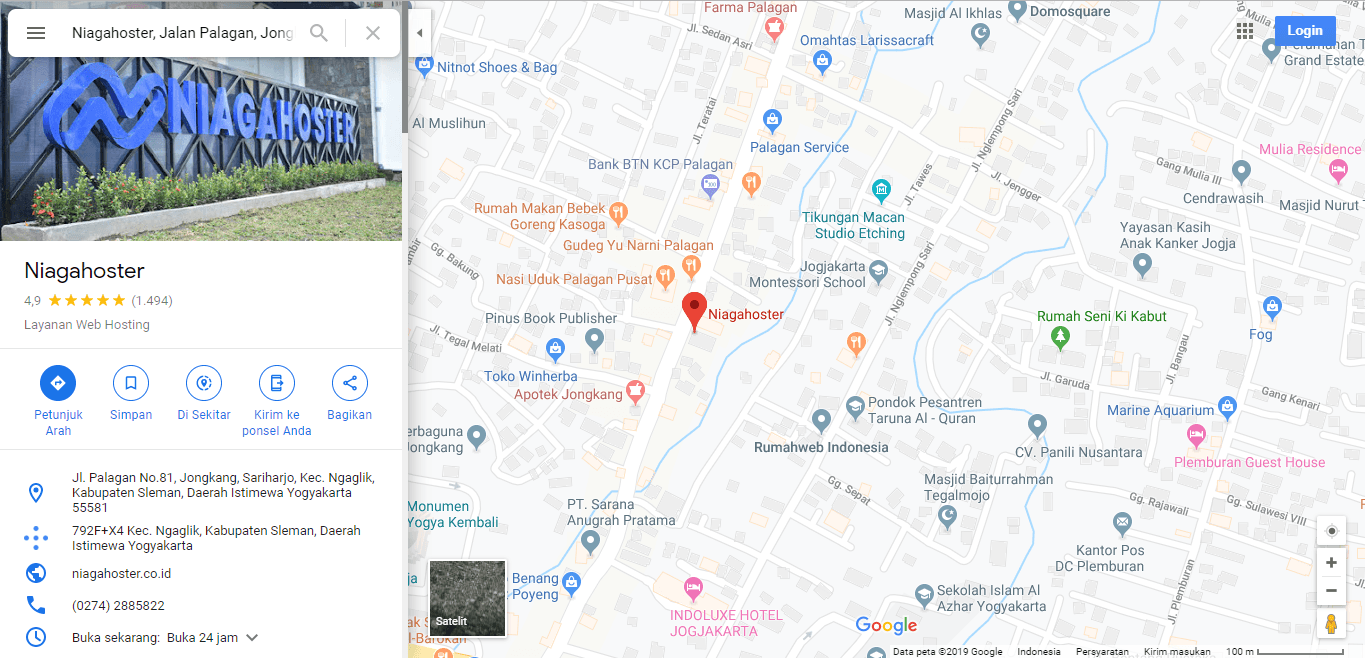 Niagahoster, Jalan Palagan, Jong
NIAGAHOSTER
Niagahoster
4,9
(1.494)
Layanan Web Hosting
Petunjuk
Arah
Simpan
Di Sekitar
Kirim ke
ponsel Anda
Bagikan
Jl. Palagan No.81, Jongkang, Sariharjo, Kec. Ngaglik,
Kabupaten Sleman, Daerah Istimewa Yogyakarta
55581
792F+X4 Kec. Ngaglik, Kabupaten Sleman, Daerah
Istimewa Yogyakarta
niagahoster.co.id
(0274) 2885822
Buka sekarang: Buka 24 jam
Farma Palagan
Jl. Sedan Asri
Masjid Al Ikhlas
Domosquare
Login
Perumahan T
Grand Estate
Omahtas Larissacraft
Nitnot Shoes & Bag
Al Muslihun
Jl. Teratai
Palagan Service
Jl. Nglempong Sari
Bank BTN KCP Palagan
Mulia Residence
Gang Mulia III
Cendrawasih
Masjid Nurut
Jl. Tawes
Jl. Jengger
Rumah Makan Bebek
Goreng Kasoga
Tikungan Macan
Studio Etching
Yayasan Kasih
Anak Kanker Jogja
Gudeg Yu Narni Palagan
Gg. Bakung
Nasi Uduk Palagan Pusat
Jogjakarta
Montessori School
Jl. Nglempong Sari
Niagahoster
Pinus Book Publisher
Rumah Seni Ki Kabut
Fog
Jl. Tegal Melati
Toko Winherba
Jl. Bangau
Jl. Garuda
Apotek Jongkang
Gang Kenari
Pondok Pesantren
Taruna Al - Quran
Marine Aquarium
erbaguna
Jongkang
Rumahweb Indonesia
CV. Panili Nusantara
Plemburan Guest House
Masjid Baiturrahman
Tegalmojo
Gg. Sepat
Gg. Rajawali
Gg. Sulawesi VIII
Monumen
Yogya Kembali
PT. Sarana
Anugrah Pratama
Kantor Pos
DC Plemburan
Jl. Plemburan
ja
Benang
Poyeng
Satelit
Sekolah Islam Al
Azhar Yogyakarta
INDOLUXE HOTEL
JOGJAKARTA
ak S
l-Barokah
Google
Data peta ©2019 Google
Indonesia
Persyaratan
Kirim masukan
100 m